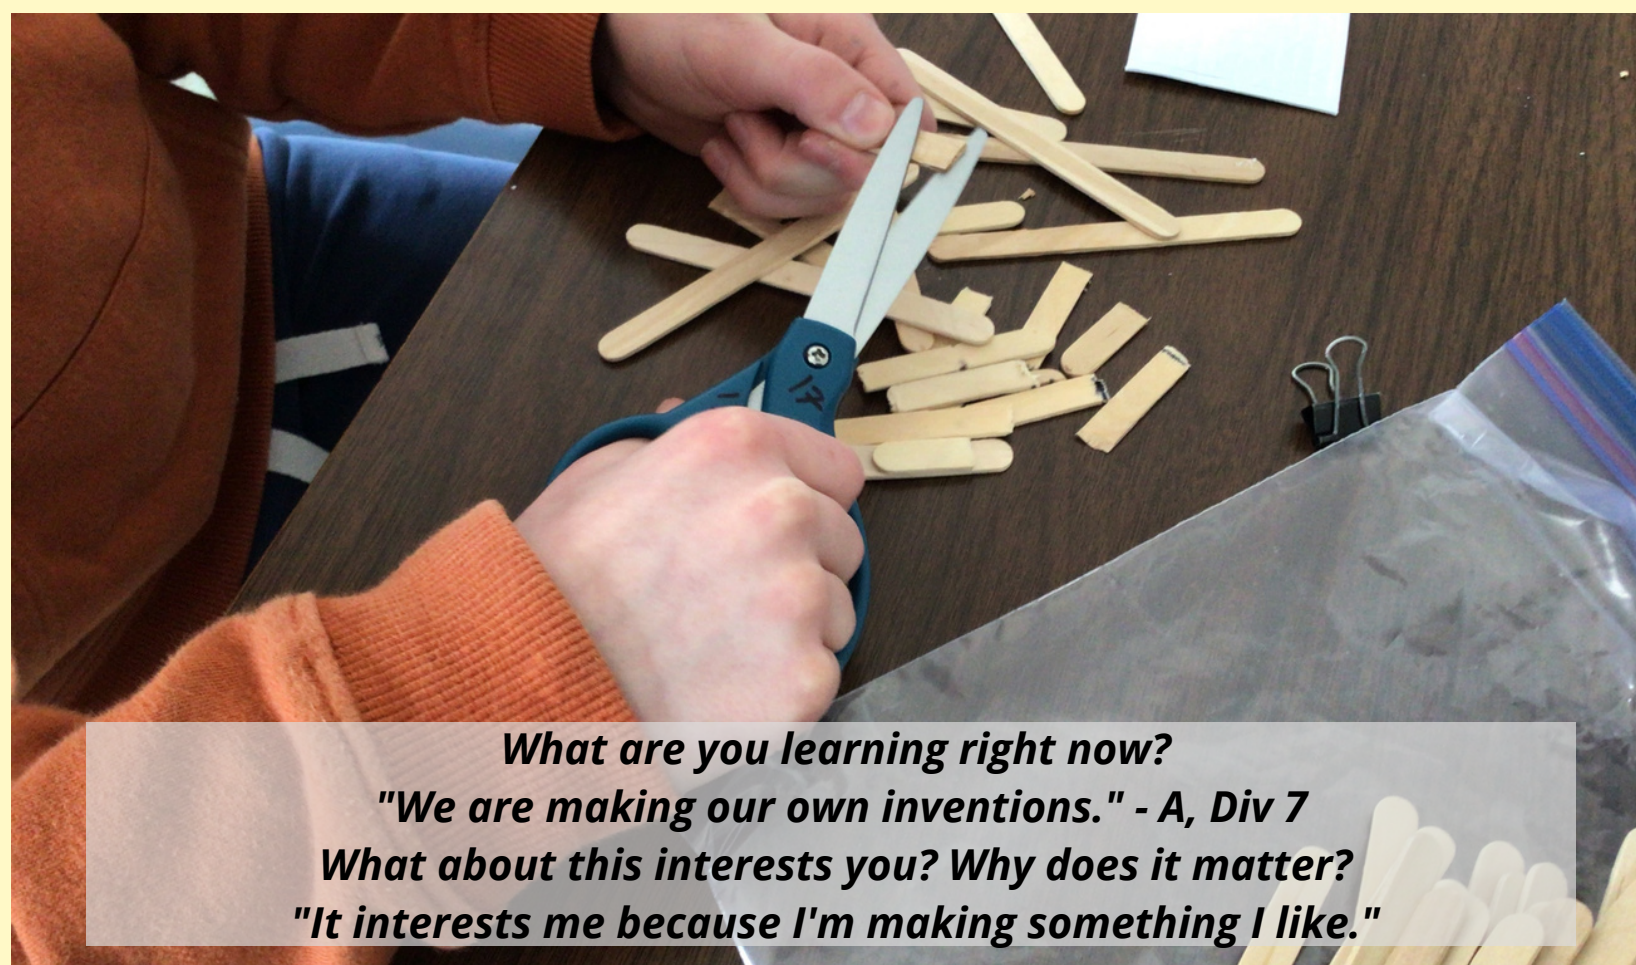 17
What are you learning right now?
"We are making our own inventions." - A, Div 7
What about this interests you? Why does it matter?
"It interests me because I'm making something I like."